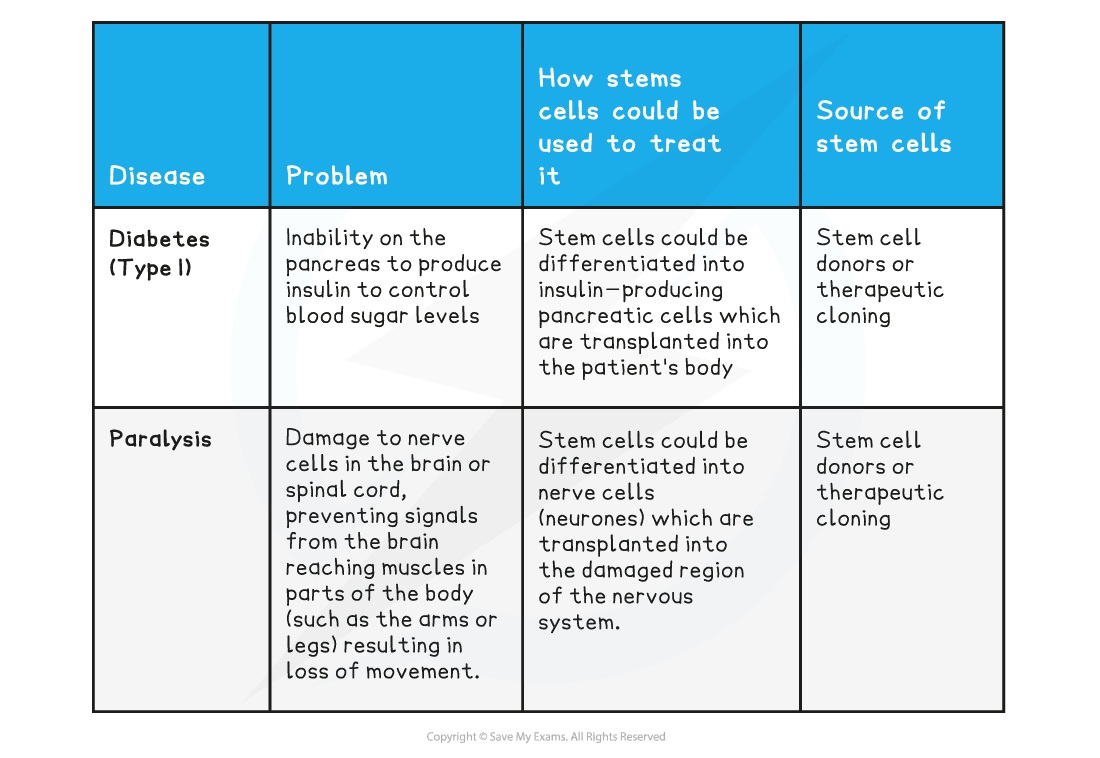 Disease
Problem
How stems
cells could be
used to treat
it
Source of
stem cells
Diabetes
(Type 1)
Inability on the
pancreas to produce
insulin to control
blood sugar levels
Stem cells could be
differentiated into
insulin–producing
pancreatic cells which
are transplanted into
the patient's body
Stem cell
donors or
therapeutic
cloning
Paralysis
Damage to nerve
cells in the brain or
spinal cord,
preventing signals
from the brain
reaching muscles in
parts of the body
(such as the arms or
legs) resulting in
loss of movement.
Stem cells could be
differentiated into
nerve cells
(neurones) which are
transplanted into
the damaged region
of the nervous
system.
Stem cell
donors or
therapeutic
cloning
Copyright © Save My Exams. All Rights Reserved